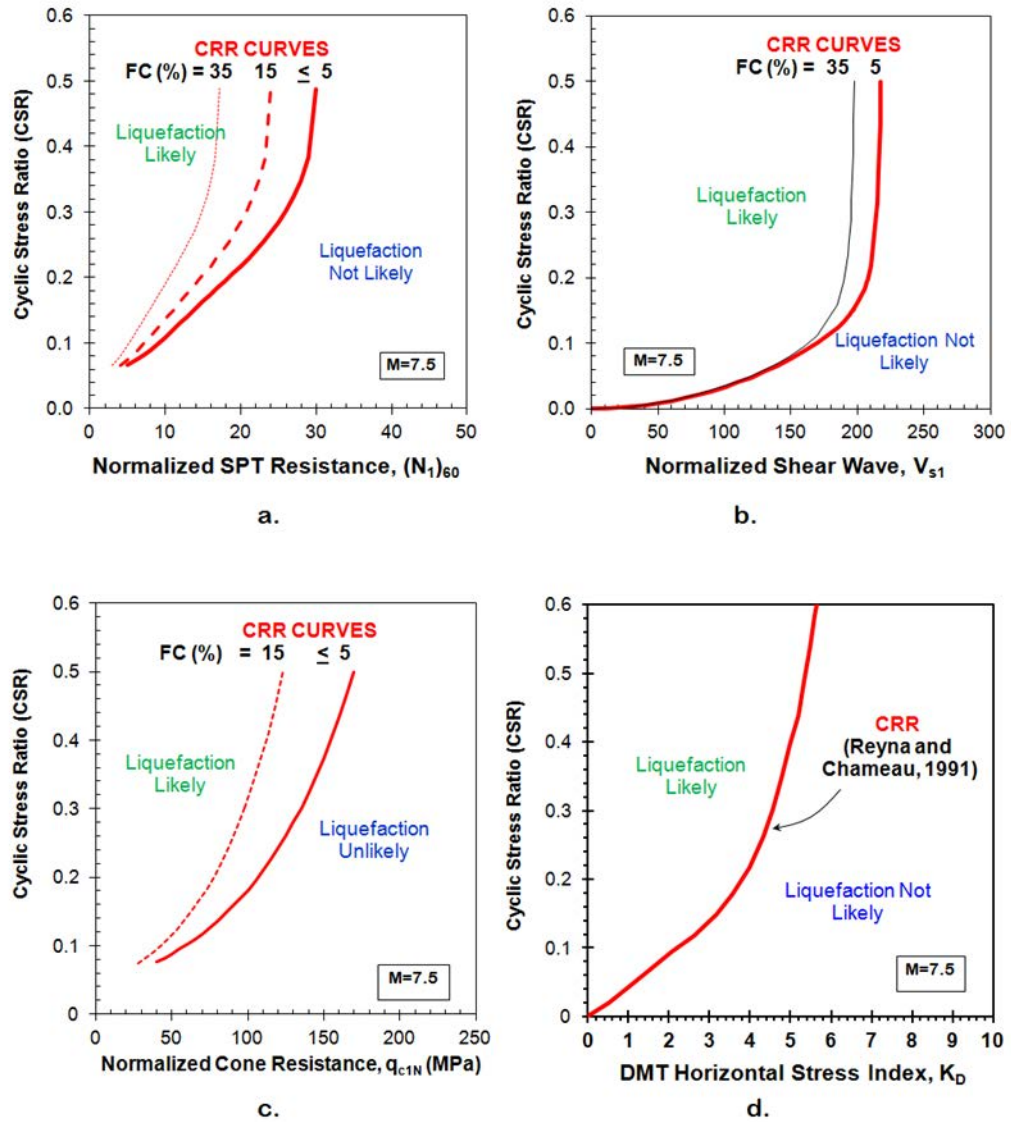 0.6
0.5
0.4
0.3
0.2
0.1
0.0
Cyclic Stress Ratio (CSR)
CRR CURVES
FC (%) = 35 15 ≤ 5
Liquefaction
Likely
Liquefaction
Not Likely
M=7.5
0 10 20 30 40 50
Normalized SPT Resistance, (N₁)₆₀
a.
0.6
0.5
0.4
0.3
0.2
0.1
0.0
Cyclic Stress Ratio (CSR)
CRR CURVES
FC (%) = 35 5
Liquefaction
Likely
Liquefaction Not
Likely
M=7.5
0 50 100 150 200 250 300
Normalized Shear Wave, Vₛ₁
b.
0.6
0.5
0.4
0.3
0.2
0.1
0
Cyclic Stress Ratio (CSR)
CRR CURVES
FC (%) = 15 ≤ 5
Liquefaction
Likely
Liquefaction
Unlikely
M=7.5
0 50 100 150 200 250
Normalized Cone Resistance, q_c1N (MPa)
c.
0.6
0.5
0.4
0.3
0.2
0.1
0
Cyclic Stress Ratio (CSR)
CRR
(Reyna and
Chameau, 1991)
Liquefaction
Likely
Liquefaction Not
Likely
M=7.5
0 1 2 3 4 5 6 7 8 9 10
DMT Horizontal Stress Index, K_D
d.